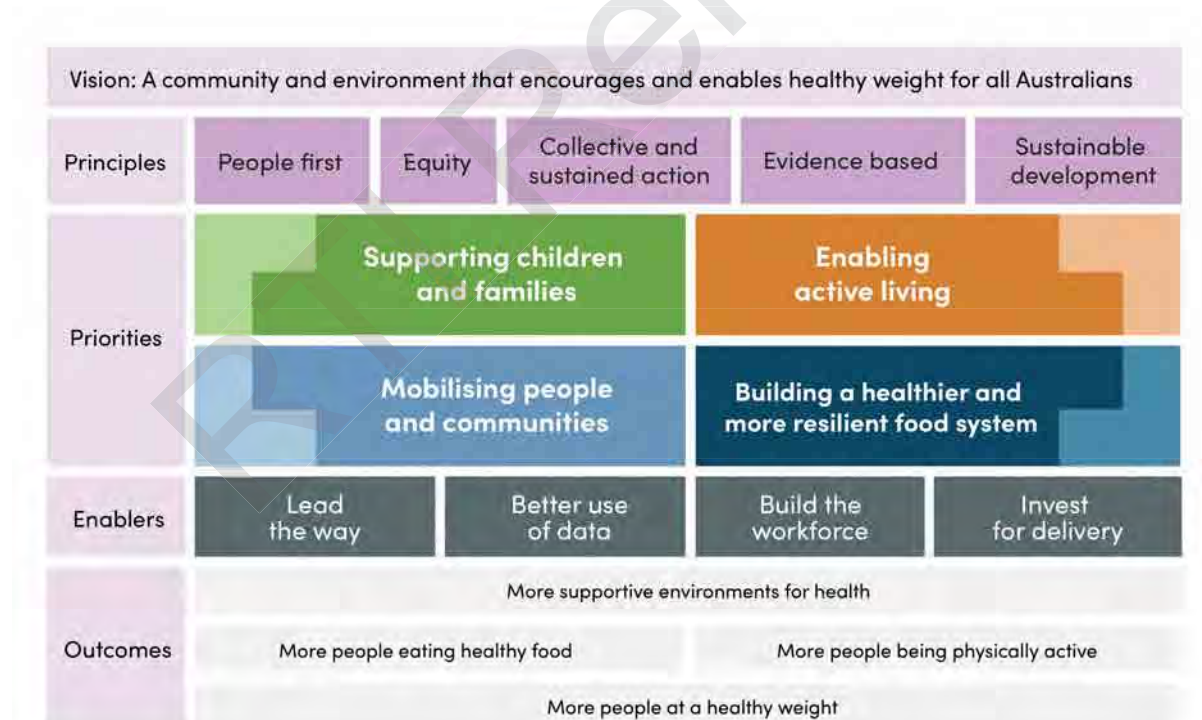 Vision: A community and environment that encourages and enables healthy weight for all Australians
Principles
People first
Equity
Collective and
sustained action
Evidence based
Sustainable
development
Priorities
Supporting children
and families
Enabling
active living
Mobilising people
and communities
Building a healthier and
more resilient food system
Enablers
Lead
the way
Better use
of data
Build the
workforce
Invest
for delivery
Outcomes
More supportive environments for health
More people eating healthy food
More people being physically active
More people at a healthy weight
RTI Re